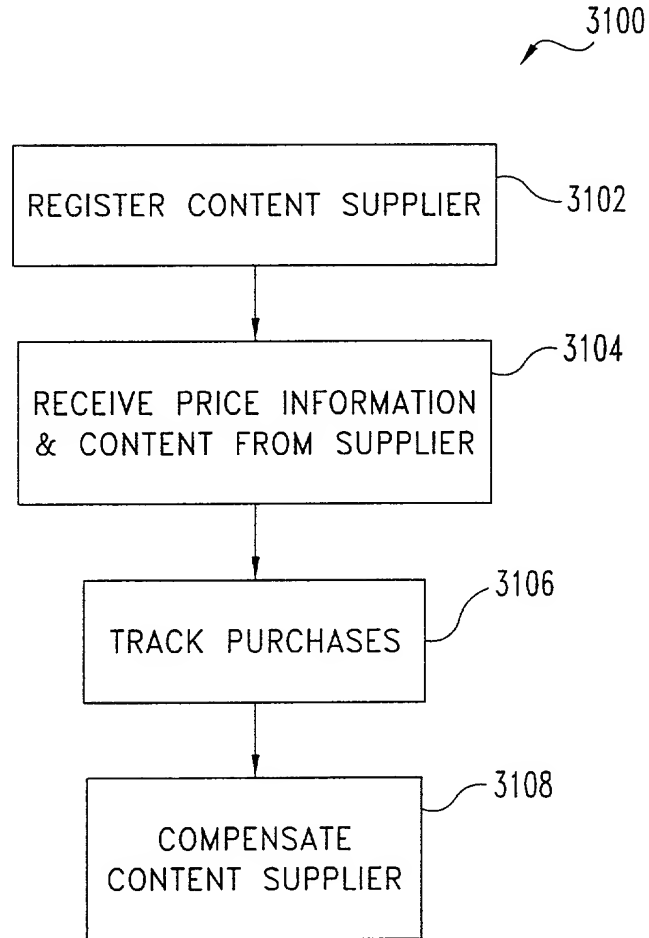 3100
REGISTER CONTENT SUPPLIER
3102
RECEIVE PRICE INFORMATION
& CONTENT FROM SUPPLIER
3104
TRACK PURCHASES
3106
COMPENSATE
CONTENT SUPPLIER
3108